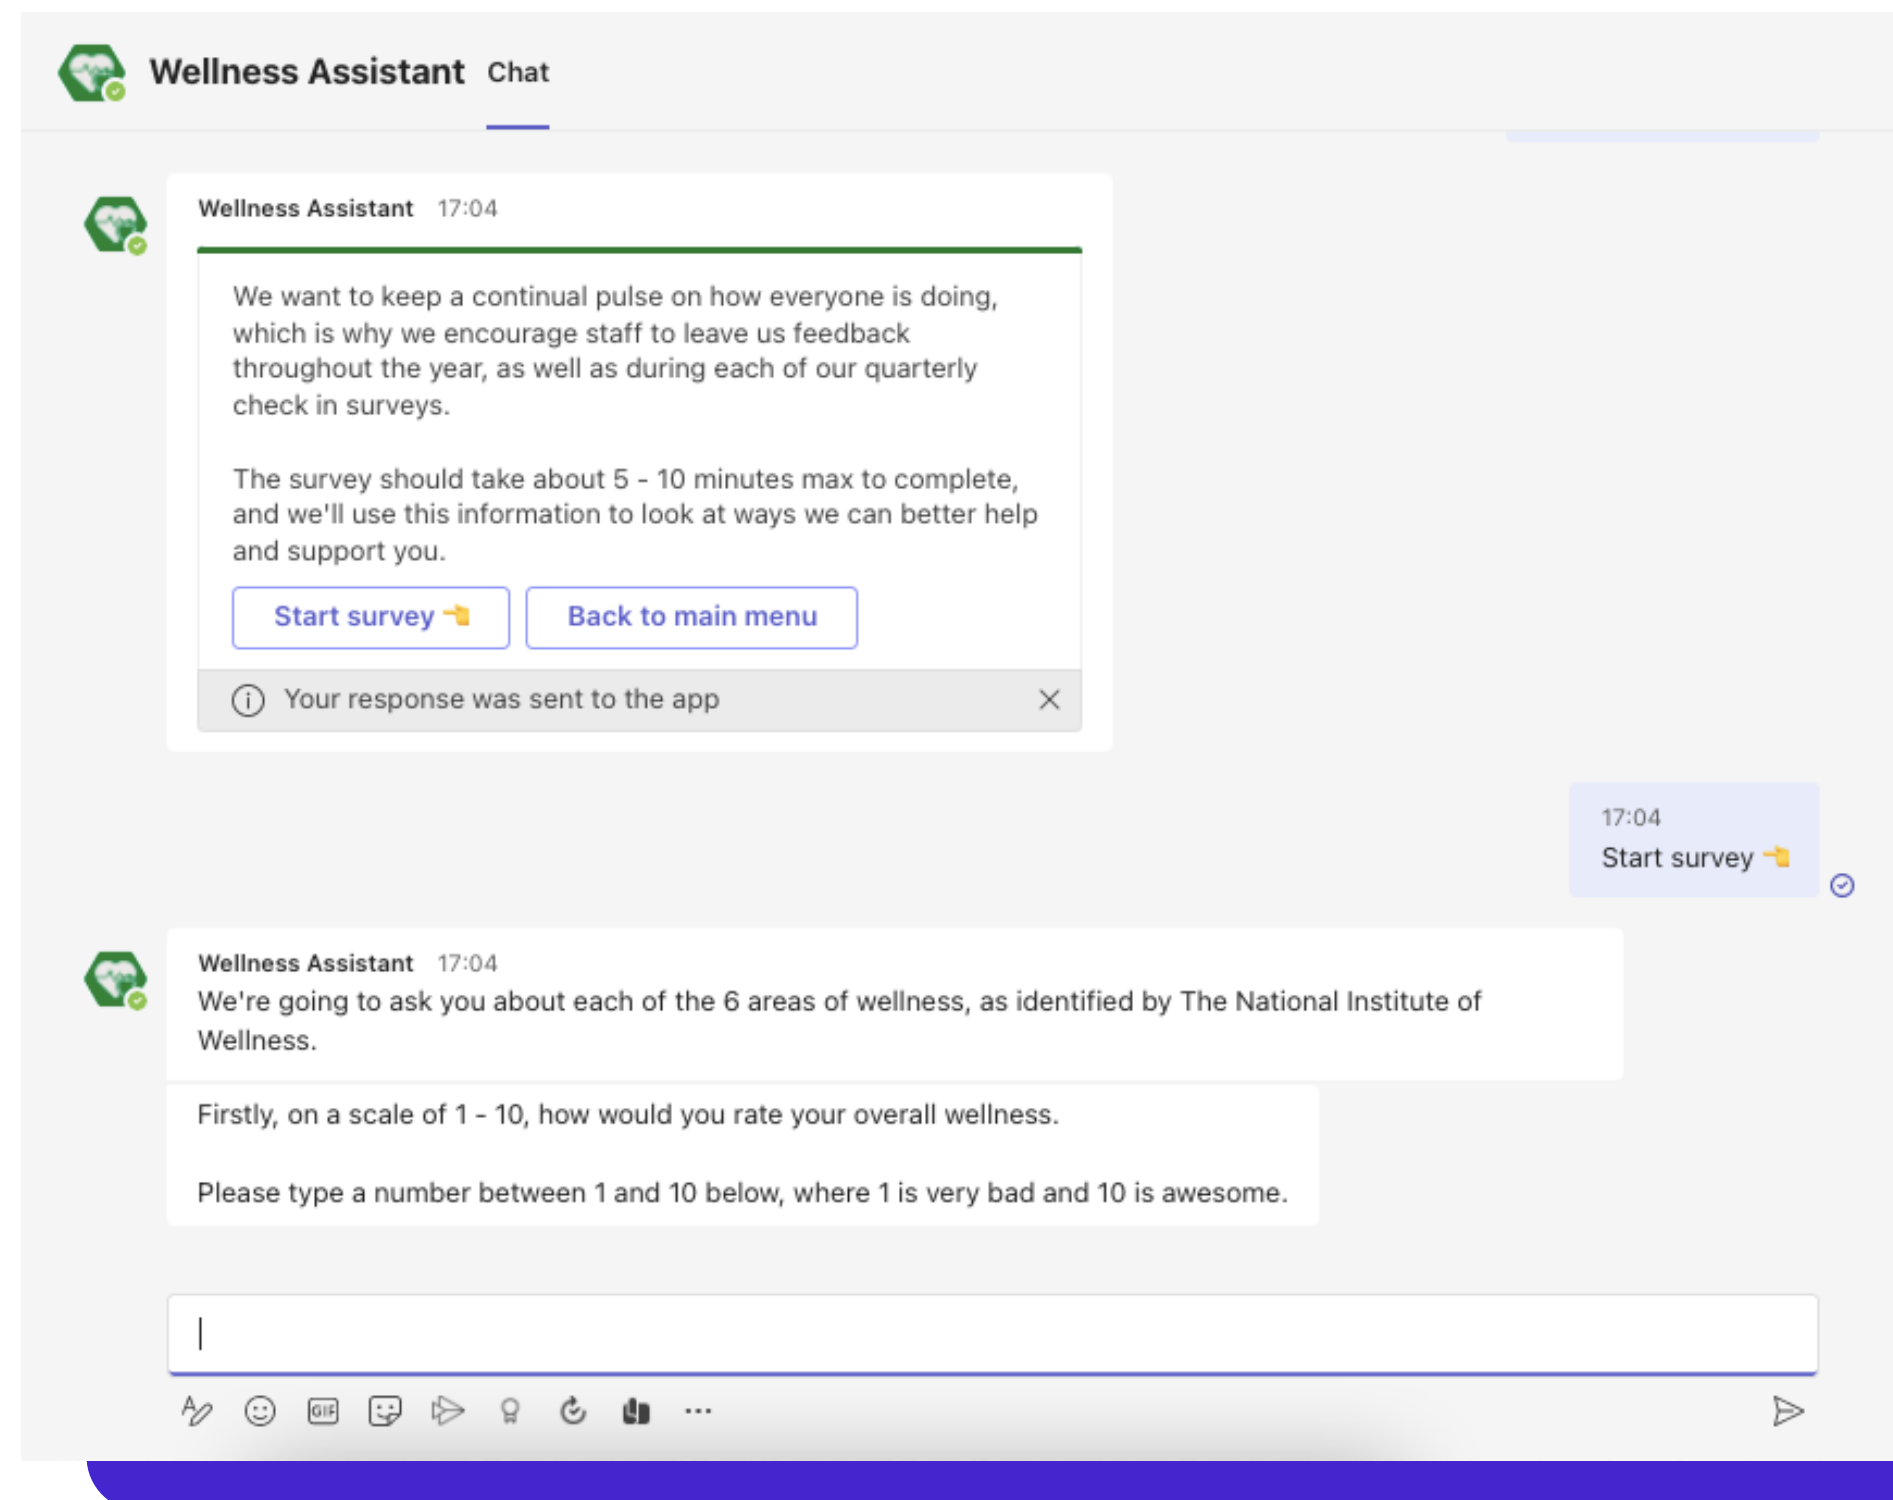 Wellness Assistant Chat
Wellness Assistant 17:04
We want to keep a continual pulse on how everyone is doing,
which is why we encourage staff to leave us feedback
throughout the year, as well as during each of our quarterly
check in surveys.
The survey should take about 5 - 10 minutes max to complete,
and we'll use this information to look at ways we can better help
and support you.
Start survey 👈 Back to main menu
Your response was sent to the app
17:04
Start survey 👈
Wellness Assistant 17:04
We're going to ask you about each of the 6 areas of wellness, as identified by The National Institute of
Wellness.
Firstly, on a scale of 1 - 10, how would you rate your overall wellness.
Please type a number between 1 and 10 below, where 1 is very bad and 10 is awesome.
GIF